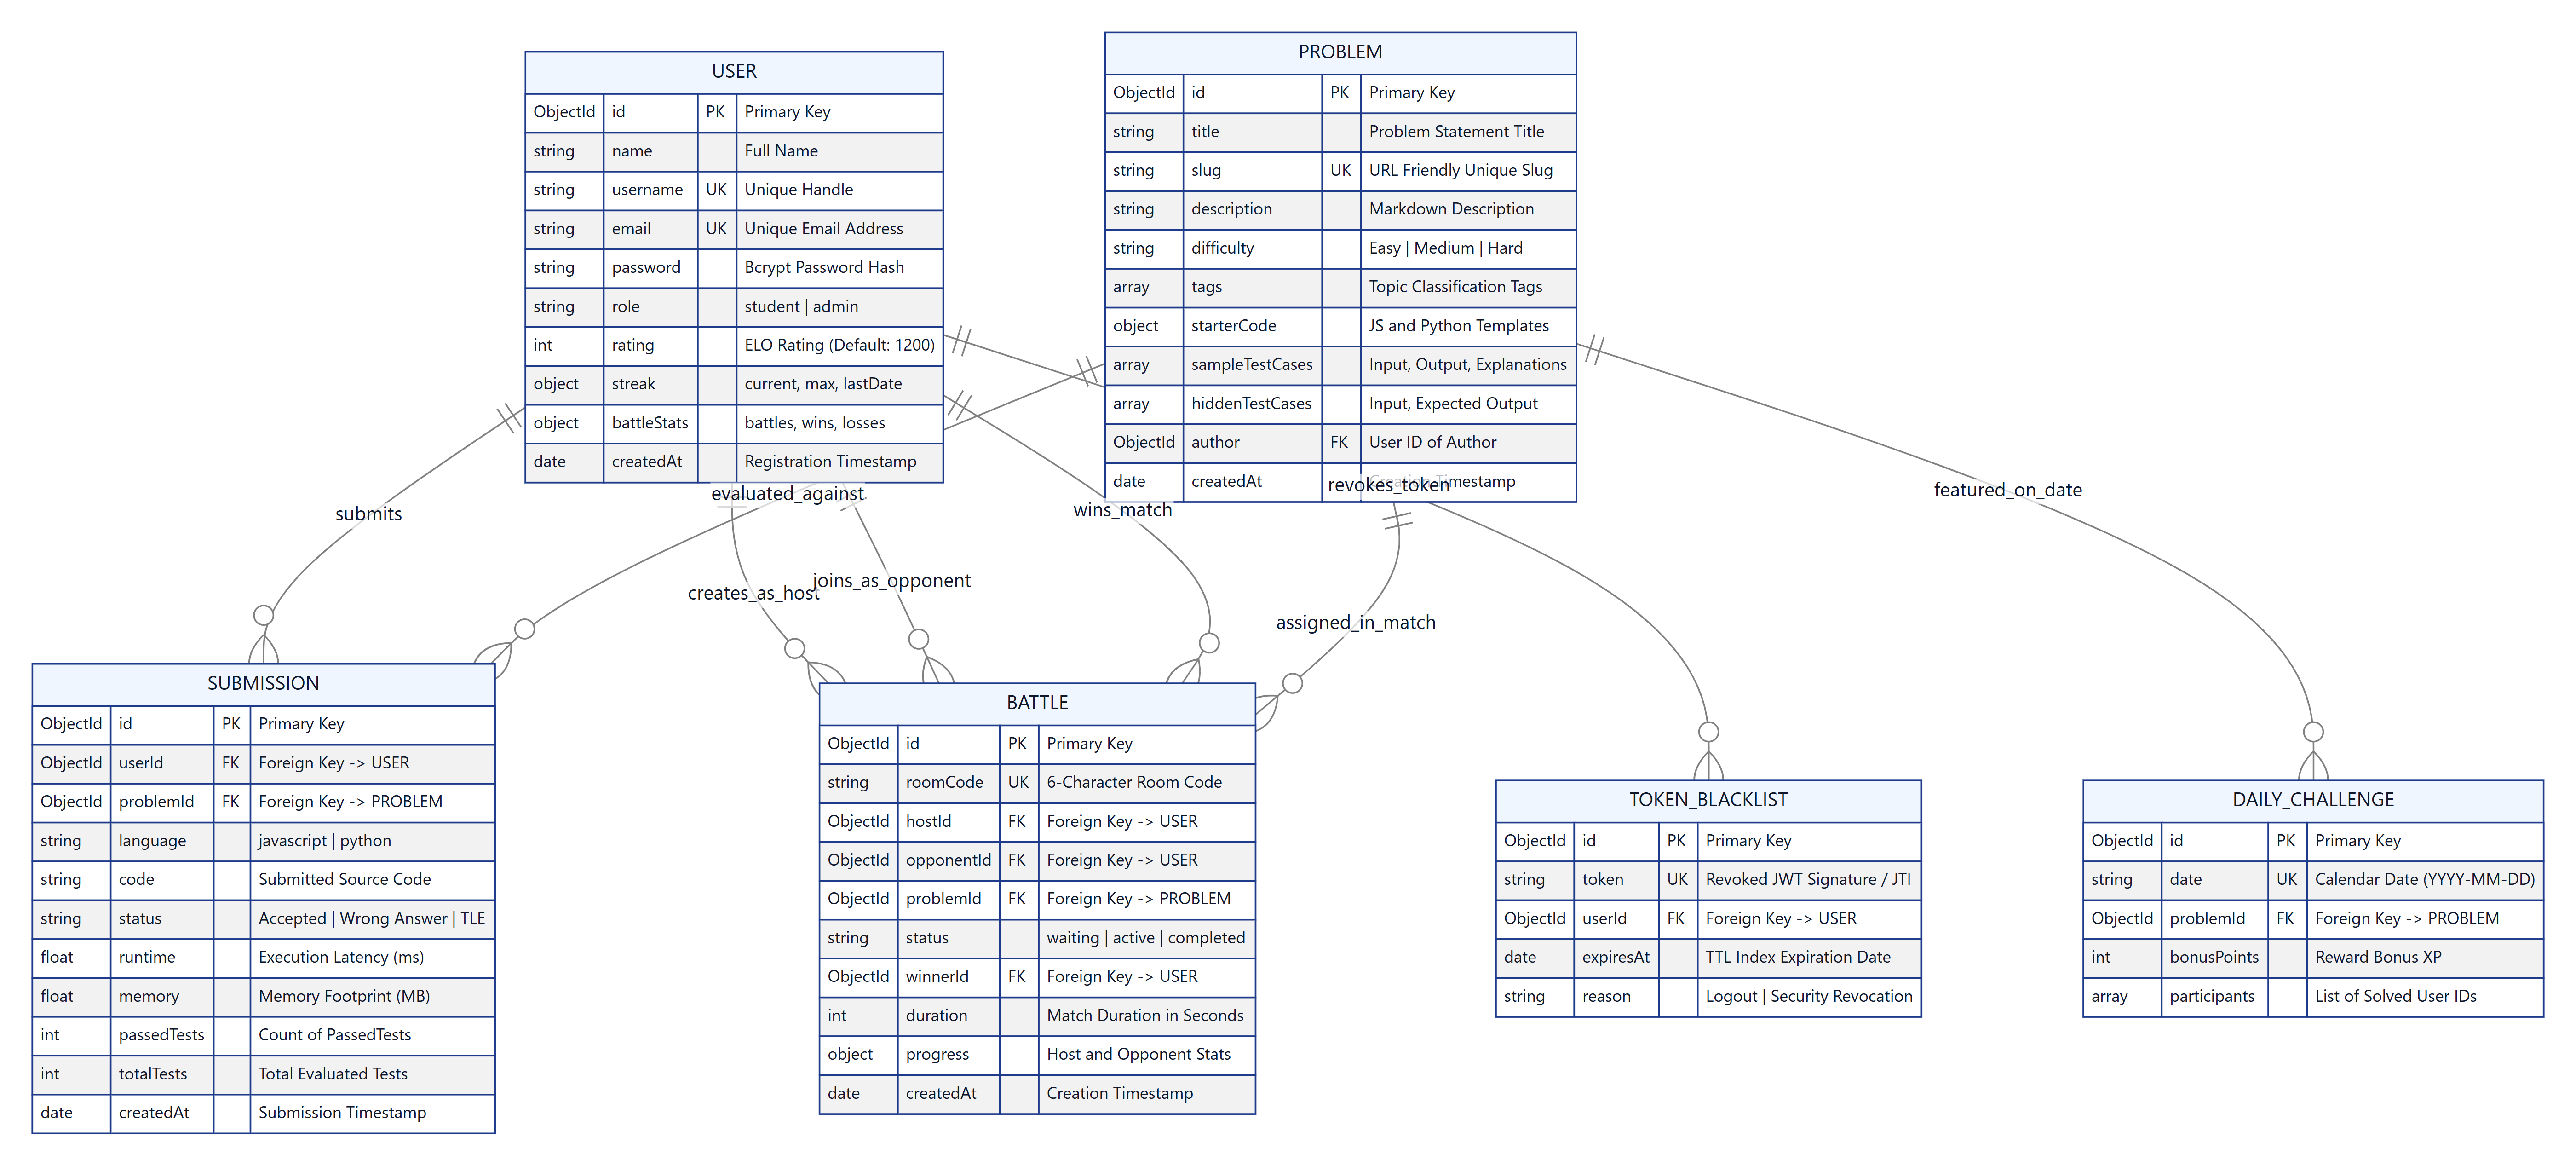 USER
ObjectId id PK Primary Key
string name Full Name
string username UK Unique Handle
string email UK Unique Email Address
string password Bcrypt Password Hash
string role student | admin
int rating ELO Rating (Default: 1200)
object streak current, max, lastDate
object battleStats battles, wins, losses
date createdAt Registration Timestamp
PROBLEM
ObjectId id PK Primary Key
string title Problem Statement Title
string slug UK URL Friendly Unique Slug
string description Markdown Description
string difficulty Easy | Medium | Hard
array tags Topic Classification Tags
object starterCode JS and Python Templates
array sampleTestCases Input, Output, Explanations
array hiddenTestCases Input, Expected Output
ObjectId author FK User ID of Author
date createdAt Creation Timestamp
submits
evaluated_against
creates_as_host
joins_as_opponent
wins_match
revokes_token
assigned_in_match
featured_on_date
SUBMISSION
ObjectId id PK Primary Key
ObjectId userId FK Foreign Key -> USER
ObjectId problemId FK Foreign Key -> PROBLEM
string language javascript | python
string code Submitted Source Code
string status Accepted | Wrong Answer | TLE
float runtime Execution Latency (ms)
float memory Memory Footprint (MB)
int passedTests Count of PassedTests
int totalTests Total Evaluated Tests
date createdAt Submission Timestamp
BATTLE
ObjectId id PK Primary Key
string roomCode UK 6-Character Room Code
ObjectId hostId FK Foreign Key -> USER
ObjectId opponentId FK Foreign Key -> USER
ObjectId problemId FK Foreign Key -> PROBLEM
string status waiting | active | completed
ObjectId winnerId FK Foreign Key -> USER
int duration Match Duration in Seconds
object progress Host and Opponent Stats
date createdAt Creation Timestamp
TOKEN_BLACKLIST
ObjectId id PK Primary Key
string token UK Revoked JWT Signature / JTI
ObjectId userId FK Foreign Key -> USER
date expiresAt TTL Index Expiration Date
string reason Logout | Security Revocation
DAILY_CHALLENGE
ObjectId id PK Primary Key
string date UK Calendar Date (YYYY-MM-DD)
ObjectId problemId FK Foreign Key -> PROBLEM
int bonusPoints Reward Bonus XP
array participants List of Solved User IDs